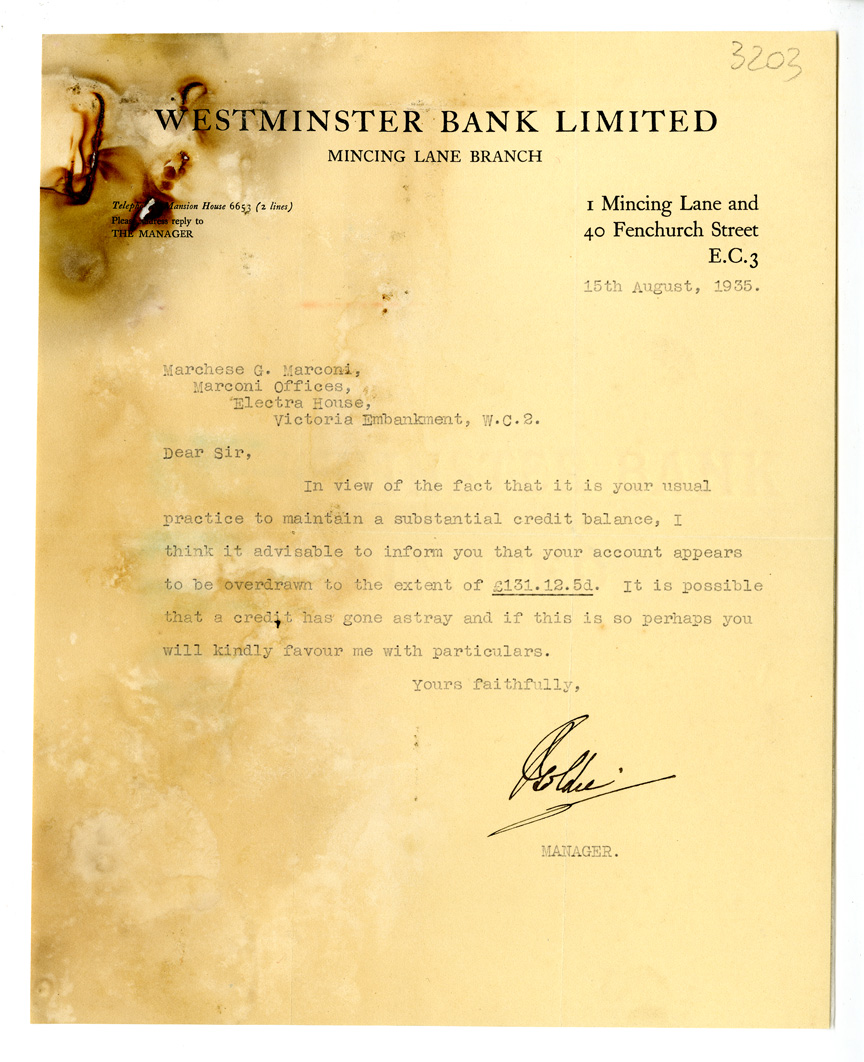 3203
WESTMINSTER BANK LIMITED
MINCING LANE BRANCH
Mansion House 6653 (2 lines)
reply to
THE MANAGER
1 Mincing Lane and
40 Fenchurch Street
E.C.3
15th August, 1935.
Marchese G. Marconi,
Marconi Offices,
Electra House,
Victoria Embankment, W.C.2.
Dear Sir,
In view of the fact that it is your usual
practice to maintain a substantial credit balance, I
think it advisable to inform you that your account appears
to be overdrawn to the extent of £131.12.5d. It is possible
that a credit has gone astray and if this is so perhaps you
will kindly favour me with particulars.
Yours faithfully,
MANAGER.